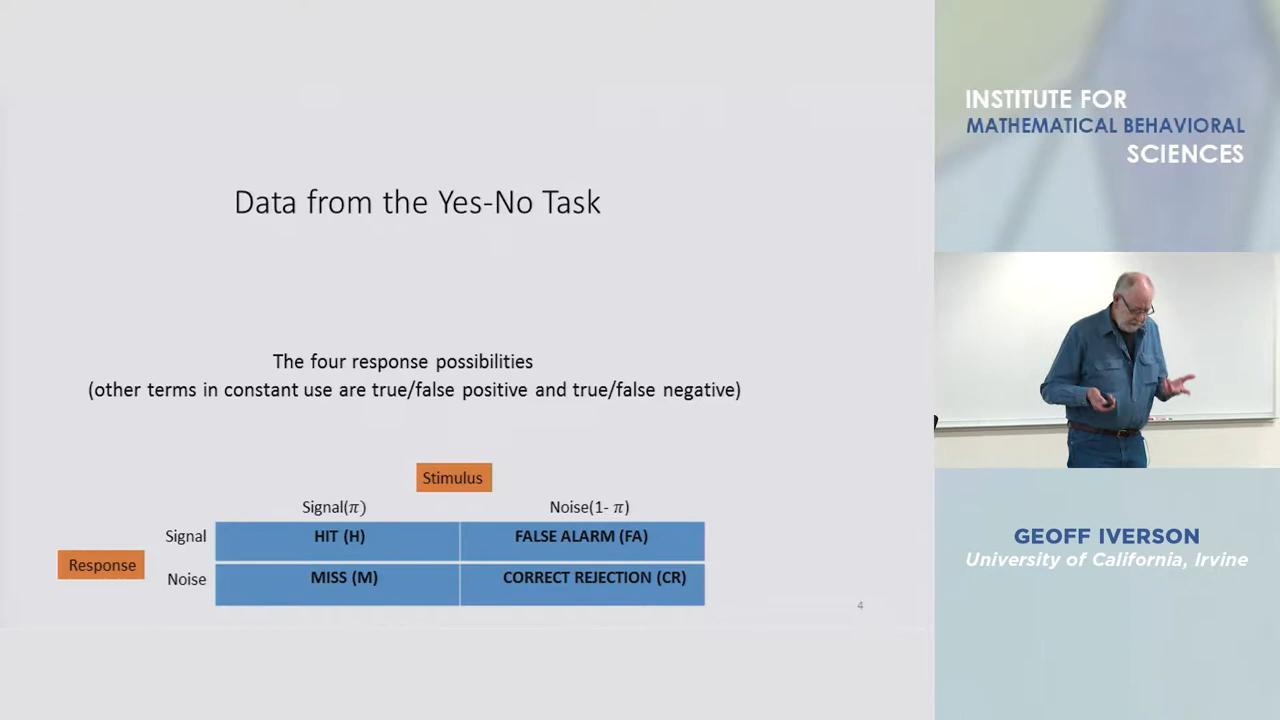 Data from the Yes-No Task
The four response possibilities
(other terms in constant use are true/false positive and true/false negative)
Stimulus
Signal(π) Noise(1- π)
Signal HIT (H) FALSE ALARM (FA)
Response
Noise MISS (M) CORRECT REJECTION (CR)
4
INSTITUTE FOR
MATHEMATICAL BEHAVIORAL
SCIENCES
GEOFF IVERSON
University of California, Irvine